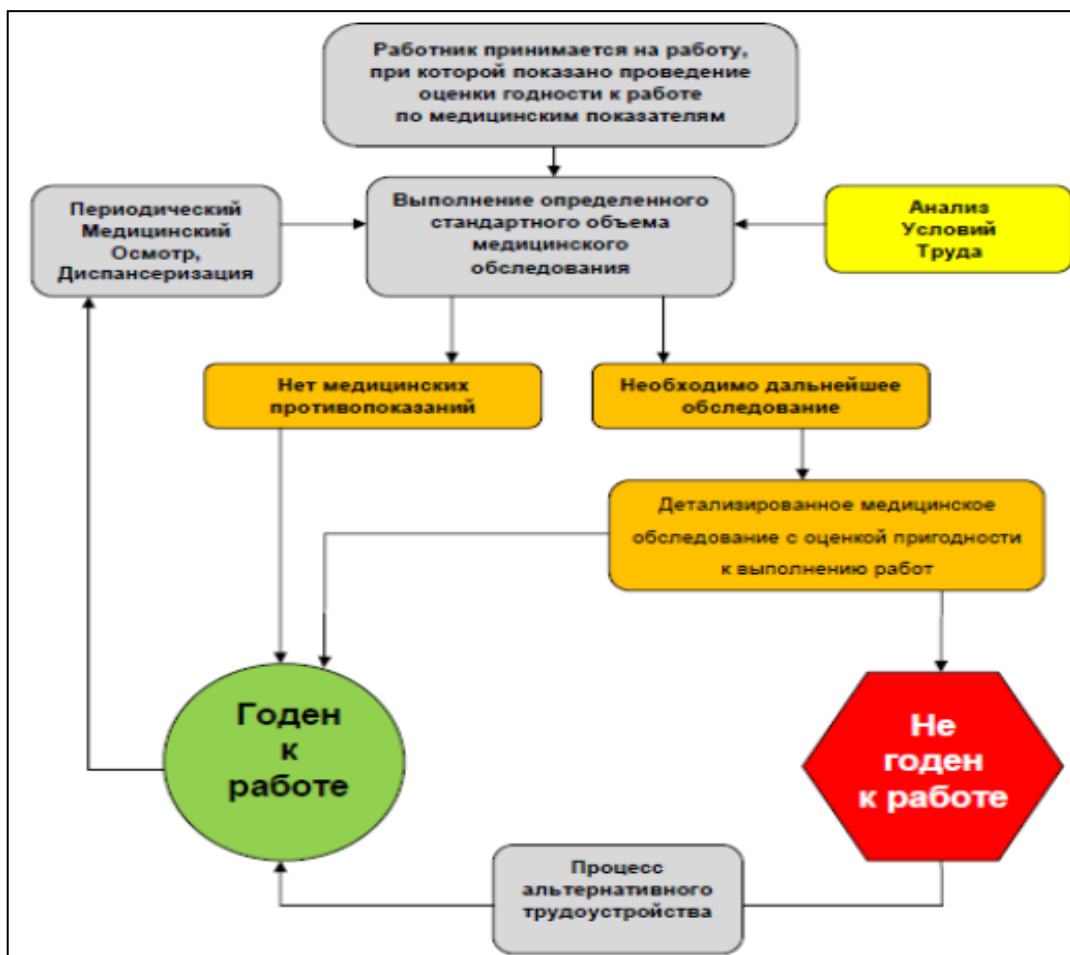 Работник принимается на работу,
при которой показано проведение
оценки годности к работе
по медицинским показателям
Периодический
Медицинский
Осмотр,
Диспансеризация
Выполнение определенного
стандартного объема
медицинского
обследования
Анализ
Условий
Труда
Нет медицинских
противопоказаний
Необходимо дальнейшее
обследование
Детализированное медицинское
обследование с оценкой пригодности
к выполнению работ
Годен
к
работе
Не
годен
к работе
Процесс
альтернативного
трудоустройства